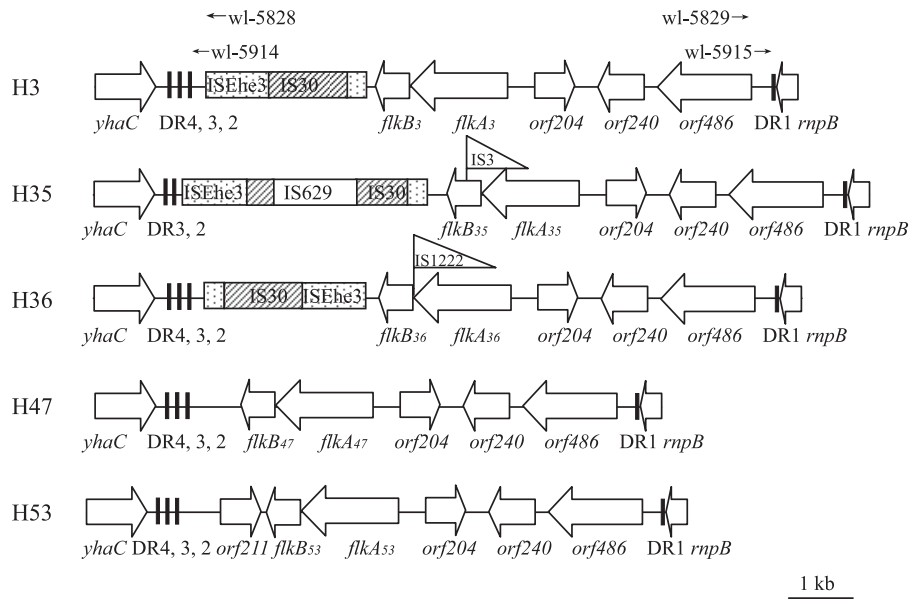 wl-5828 wl-5829
wl-5914 wl-5915
H3 ISEhe3 IS30
yhaC DR4, 3, 2 flkB3 flkA3 orf204 orf240 orf486 DR1 rnpB
IS3
H35 ISEhe3 IS629 IS30
yhaC DR3, 2 flkB35 flkA35 orf204 orf240 orf486 DR1 rnpB
IS1222
H36 IS30 ISEhe3
yhaC DR4, 3, 2 flkB36 flkA36 orf204 orf240 orf486 DR1 rnpB
H47
yhaC DR4, 3, 2 flkB47 flkA47 orf204 orf240 orf486 DR1 rnpB
H53
yhaC DR4, 3, 2 orf211 flkB53 flkA53 orf204 orf240 orf486 DR1 rnpB
1 kb